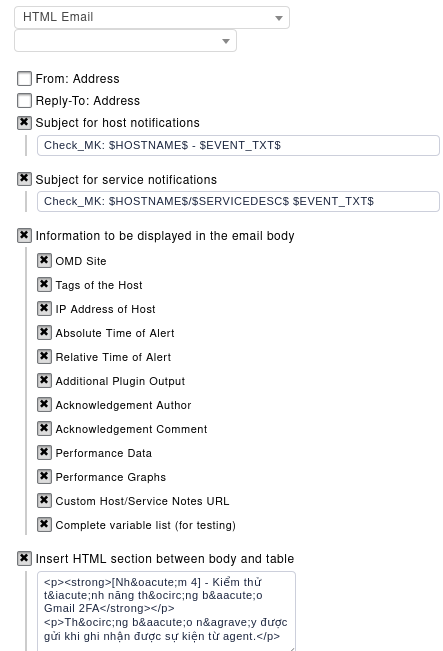 HTML Email
From: Address
Reply-To: Address
Subject for host notifications
Check_MK: $HOSTNAME$ - $EVENT_TXT$
Subject for service notifications
Check_MK: $HOSTNAME$/$SERVICEDESC$ $EVENT_TXT$
Information to be displayed in the email body
OMD Site
Tags of the Host
IP Address of Host
Absolute Time of Alert
Relative Time of Alert
Additional Plugin Output
Acknowledgement Author
Acknowledgement Comment
Performance Data
Performance Graphs
Custom Host/Service Notes URL
Complete variable list (for testing)
Insert HTML section between body and table
<p><strong>[Nh&oacute;m 4] - Kiểm thử
t&iacute;nh năng th&ocirc;ng b&aacute;o
Gmail 2FA</strong></p>
<p>Th&ocirc;ng b&aacute;o n&agrave;y được
gửi khi ghi nhận được sự kiện từ agent.</p>